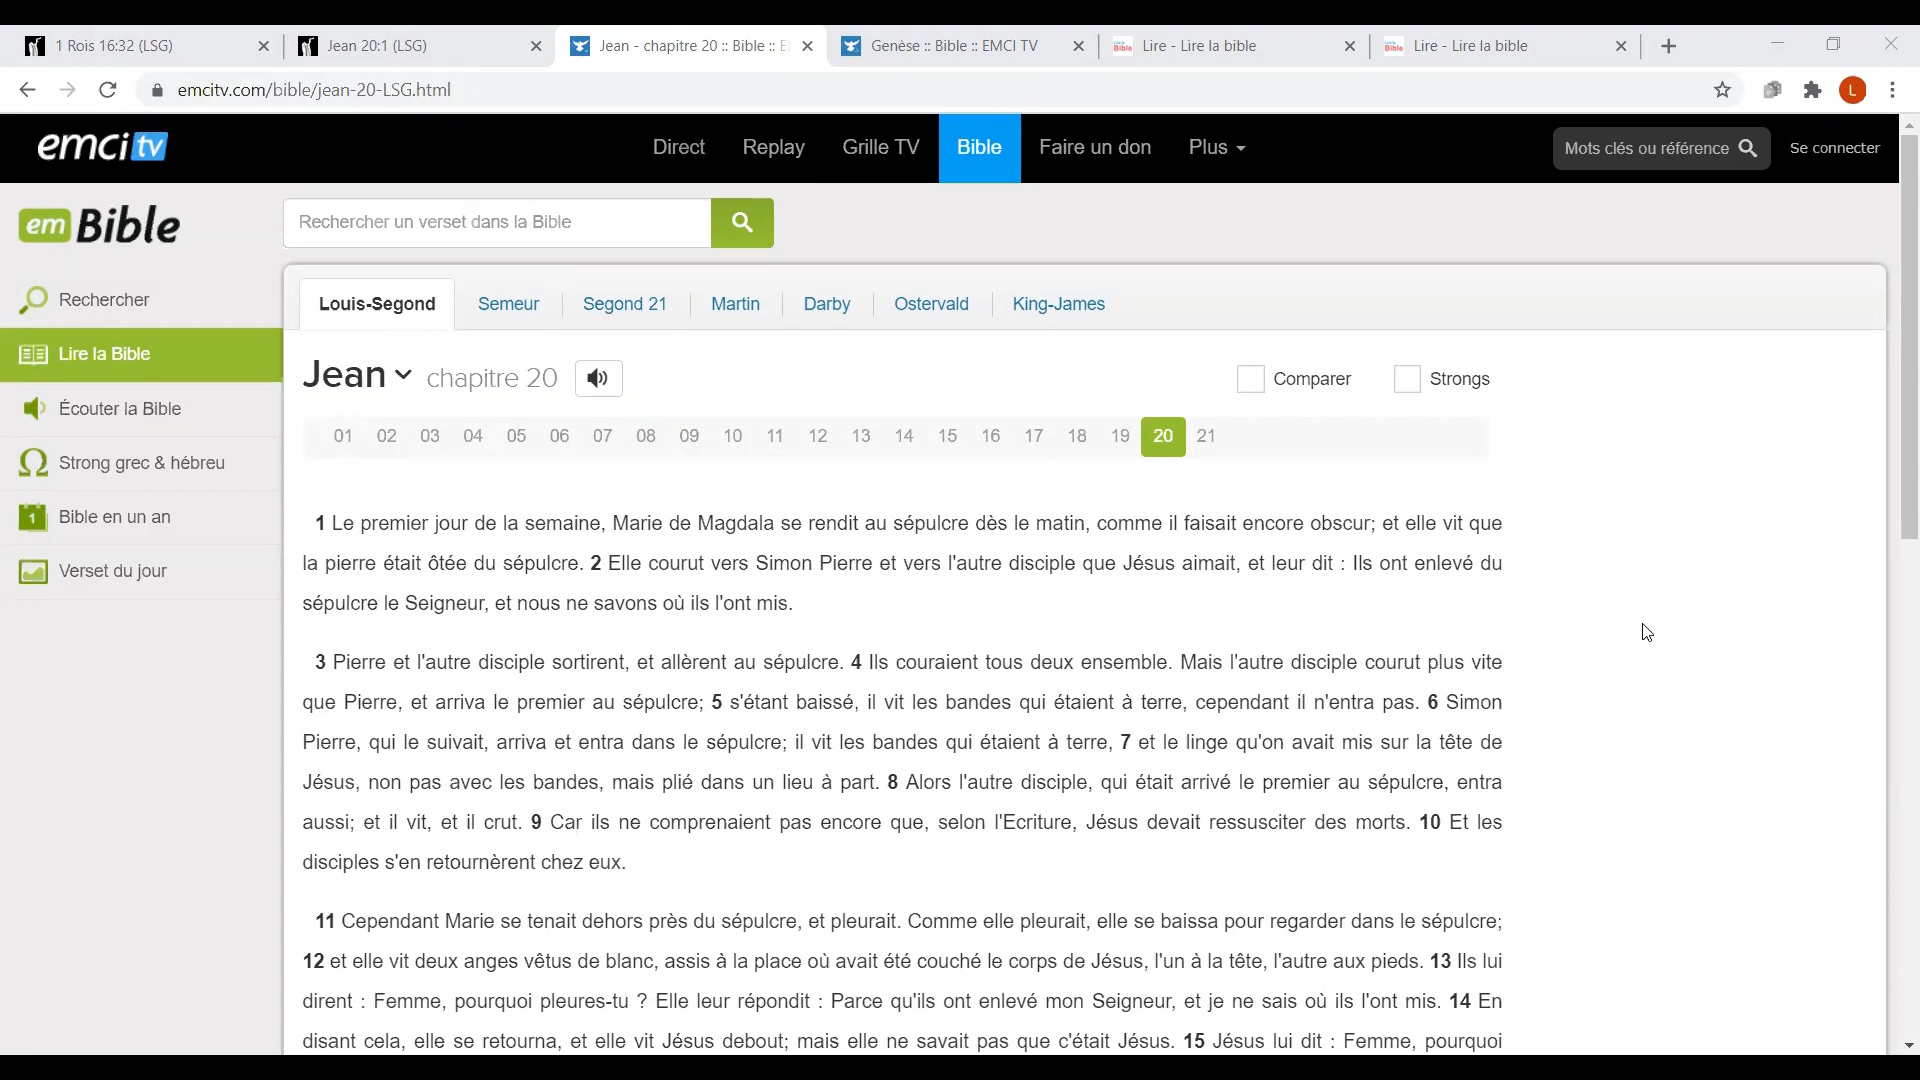 1 Rois 16:32 (LSG)
Jean 20:1 (LSG)
Jean - chapitre 20 :: Bible :: E
Genèse :: Bible :: EMCI TV
Lire - Lire la bible
Lire - Lire la bible
emcitv.com/bible/jean-20-LSG.html
L
emci tv
Direct
Replay
Grille TV
Bible
Faire un don
Plus
Mots clés ou référence
Se connecter
em Bible
Rechercher un verset dans la Bible
Rechercher
Lire la Bible
Écouter la Bible
Strong grec & hébreu
1
Bible en un an
Verset du jour
Louis-Segond
Semeur
Segond 21
Martin
Darby
Ostervald
King-James
Jean chapitre 20
Comparer
Strongs
01 02 03 04 05 06 07 08 09 10 11 12 13 14 15 16 17 18 19 20 21
1 Le premier jour de la semaine, Marie de Magdala se rendit au sépulcre dès le matin, comme il faisait encore obscur; et elle vit que
la pierre était ôtée du sépulcre. 2 Elle courut vers Simon Pierre et vers l'autre disciple que Jésus aimait, et leur dit : Ils ont enlevé du
sépulcre le Seigneur, et nous ne savons où ils l'ont mis.
3 Pierre et l'autre disciple sortirent, et allèrent au sépulcre. 4 Ils couraient tous deux ensemble. Mais l'autre disciple courut plus vite
que Pierre, et arriva le premier au sépulcre; 5 s'étant baissé, il vit les bandes qui étaient à terre, cependant il n'entra pas. 6 Simon
Pierre, qui le suivait, arriva et entra dans le sépulcre; il vit les bandes qui étaient à terre, 7 et le linge qu'on avait mis sur la tête de
Jésus, non pas avec les bandes, mais plié dans un lieu à part. 8 Alors l'autre disciple, qui était arrivé le premier au sépulcre, entra
aussi; et il vit, et il crut. 9 Car ils ne comprenaient pas encore que, selon l'Ecriture, Jésus devait ressusciter des morts. 10 Et les
disciples s'en retournèrent chez eux.
11 Cependant Marie se tenait dehors près du sépulcre, et pleurait. Comme elle pleurait, elle se baissa pour regarder dans le sépulcre;
12 et elle vit deux anges vêtus de blanc, assis à la place où avait été couché le corps de Jésus, l'un à la tête, l'autre aux pieds. 13 Ils lui
dirent : Femme, pourquoi pleures-tu ? Elle leur répondit : Parce qu'ils ont enlevé mon Seigneur, et je ne sais où ils l'ont mis. 14 En
disant cela, elle se retourna, et elle vit Jésus debout; mais elle ne savait pas que c'était Jésus. 15 Jésus lui dit : Femme, pourquoi